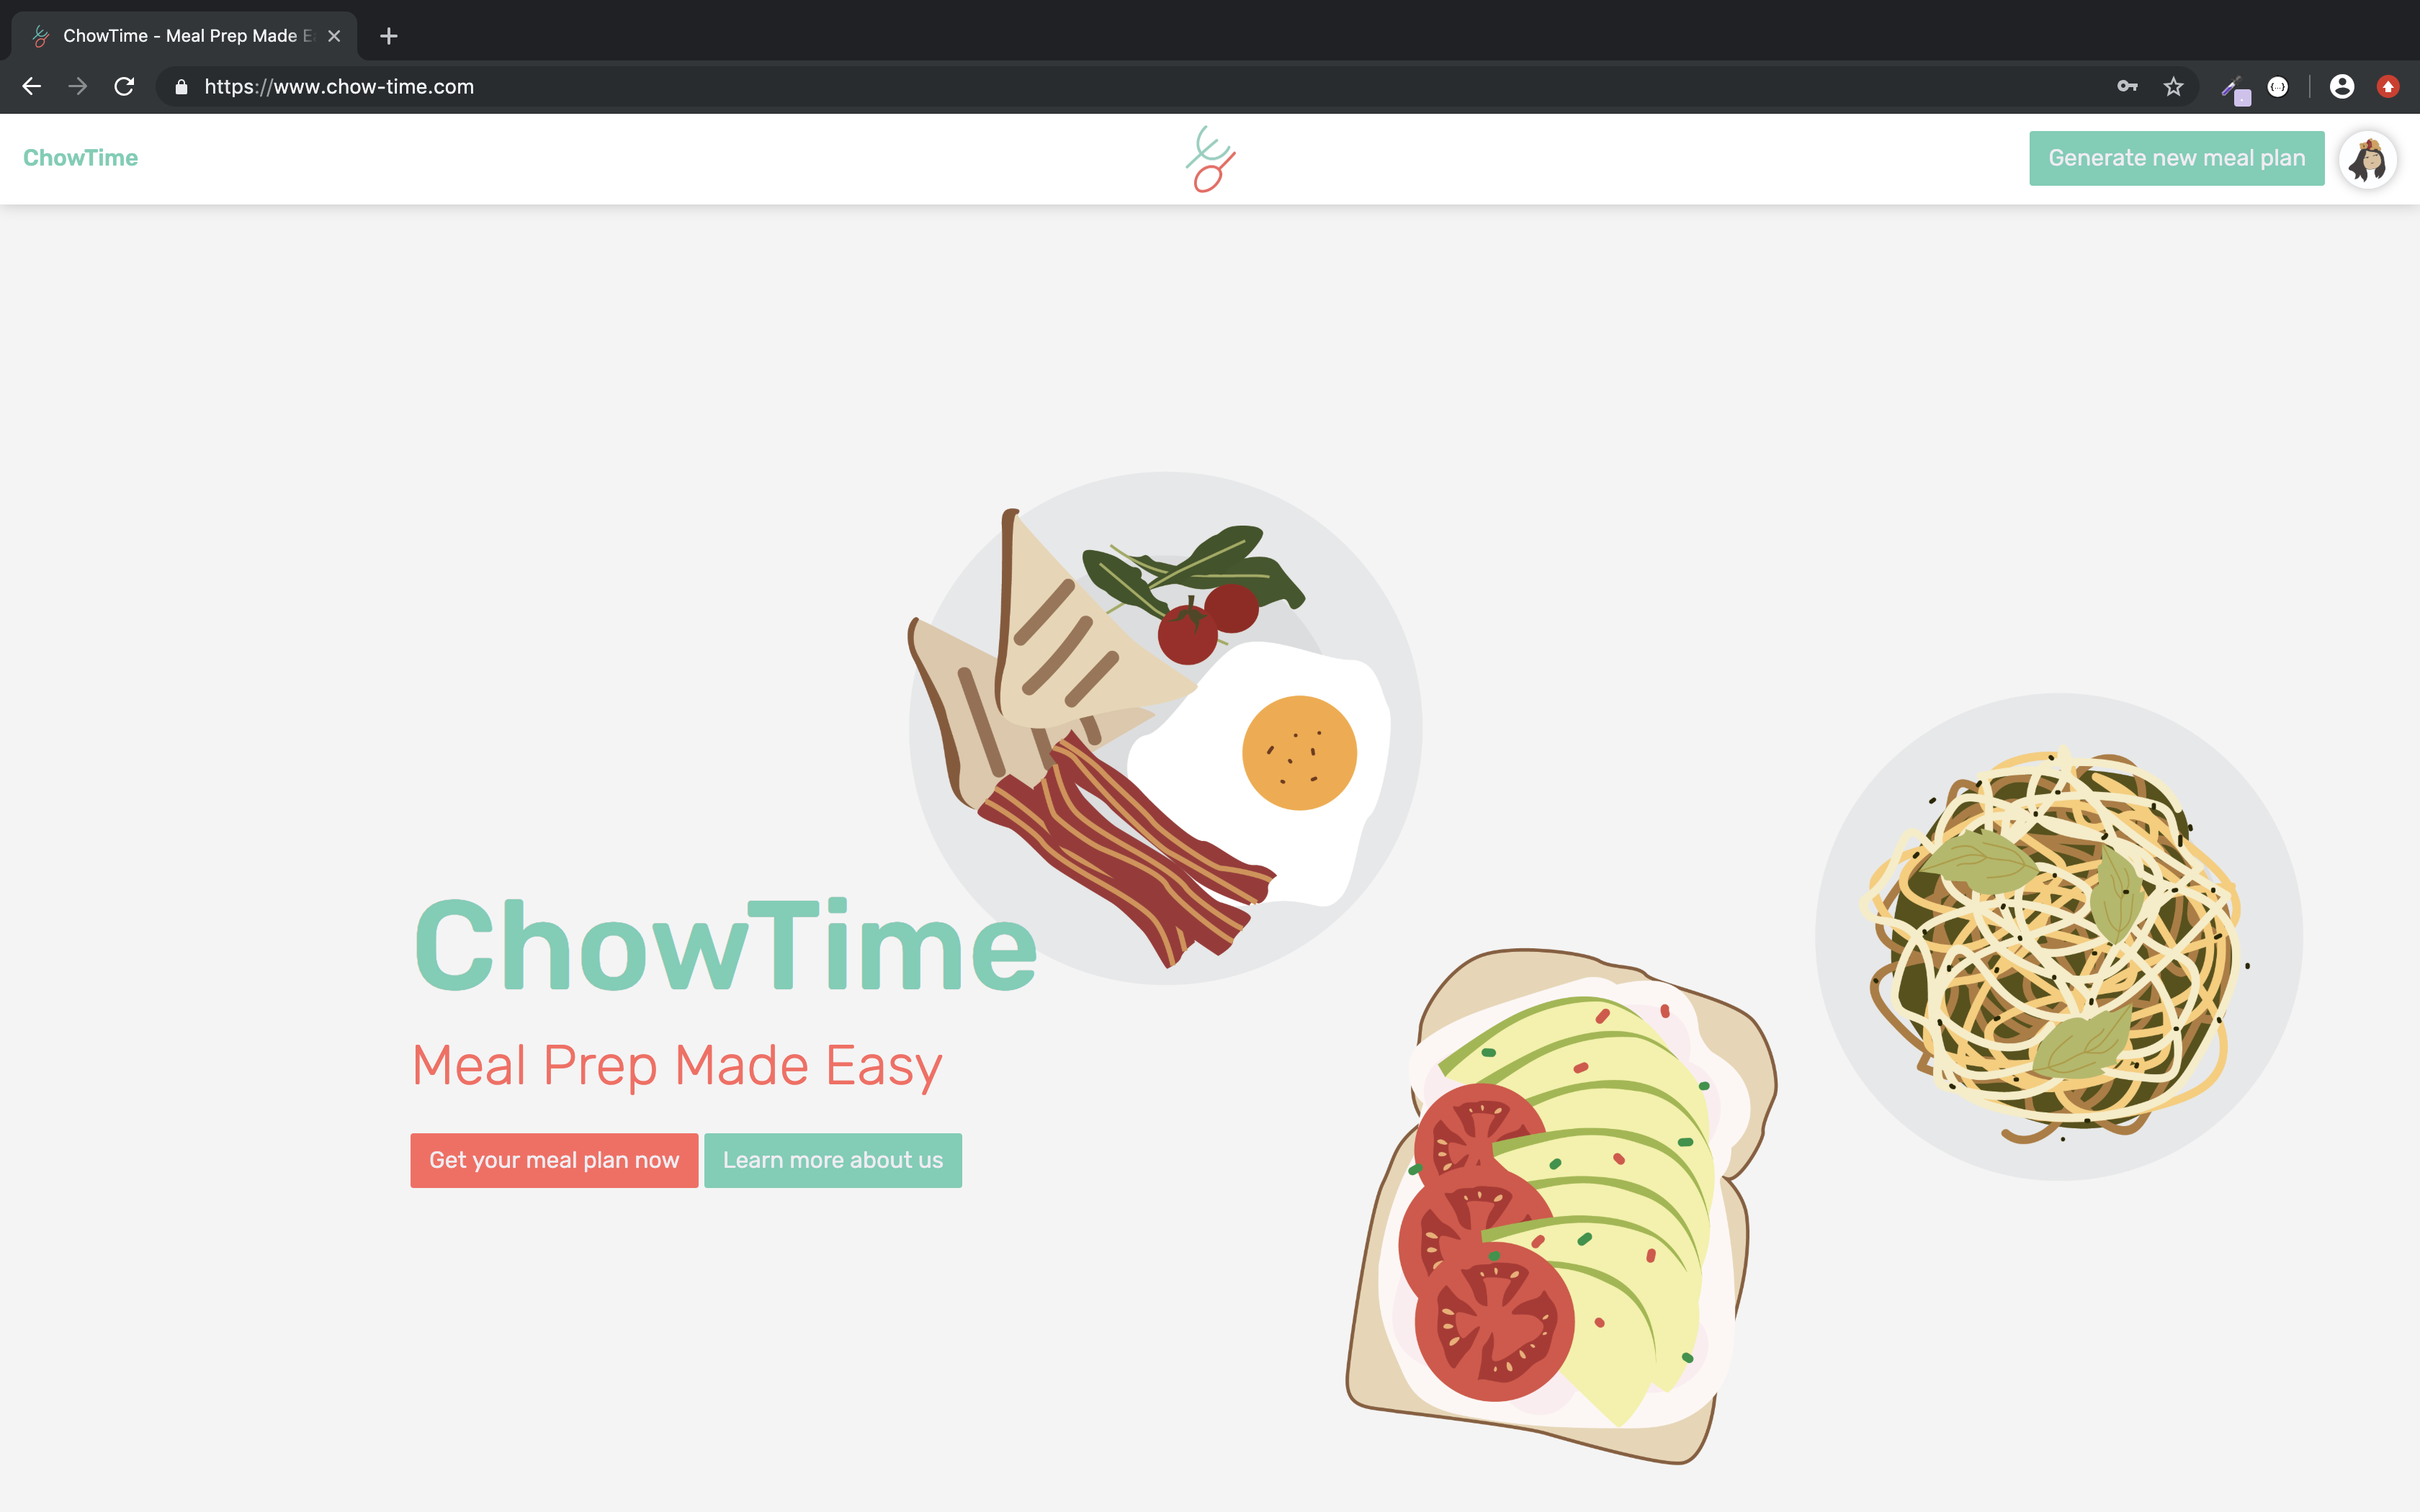 ChowTime - Meal Prep Made E
https://www.chow-time.com
ChowTime
Generate new meal plan
ChowTime
Meal Prep Made Easy
Get your meal plan now
Learn more about us